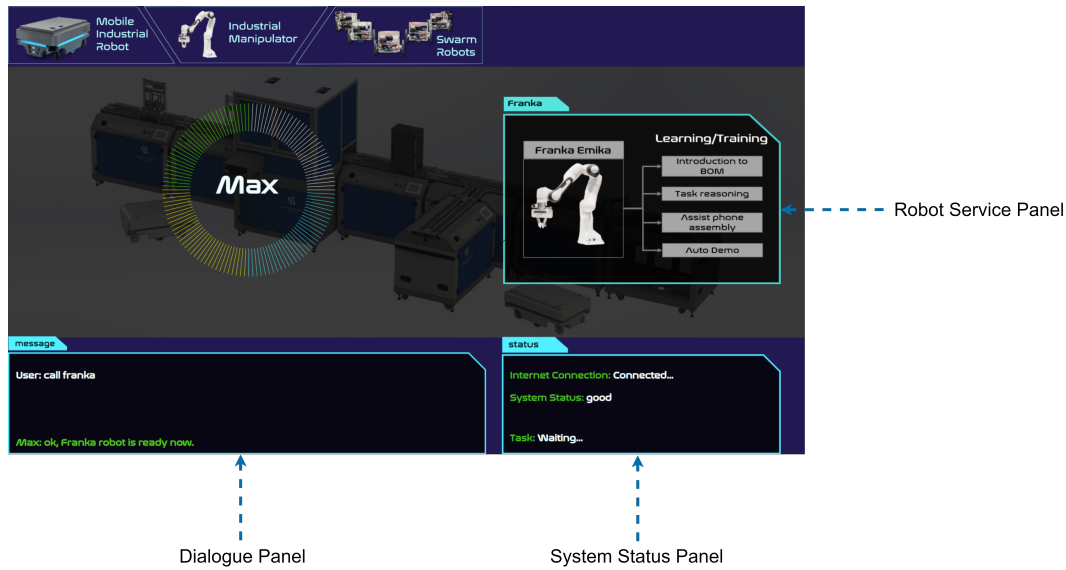 Mobile
Industrial
Robot
Industrial
Manipulator
Swarm
Robots
Max
Franka
Franka Emika
Learning/Training
Introduction to
BOM
Task reasoning
Assist phone
assembly
Auto Demo
Robot Service Panel
message
User: call franka
Max: ok, Franka robot is ready now.
status
Internet Connection: Connected...
System Status: good
Task: Waiting...
Dialogue Panel
System Status Panel